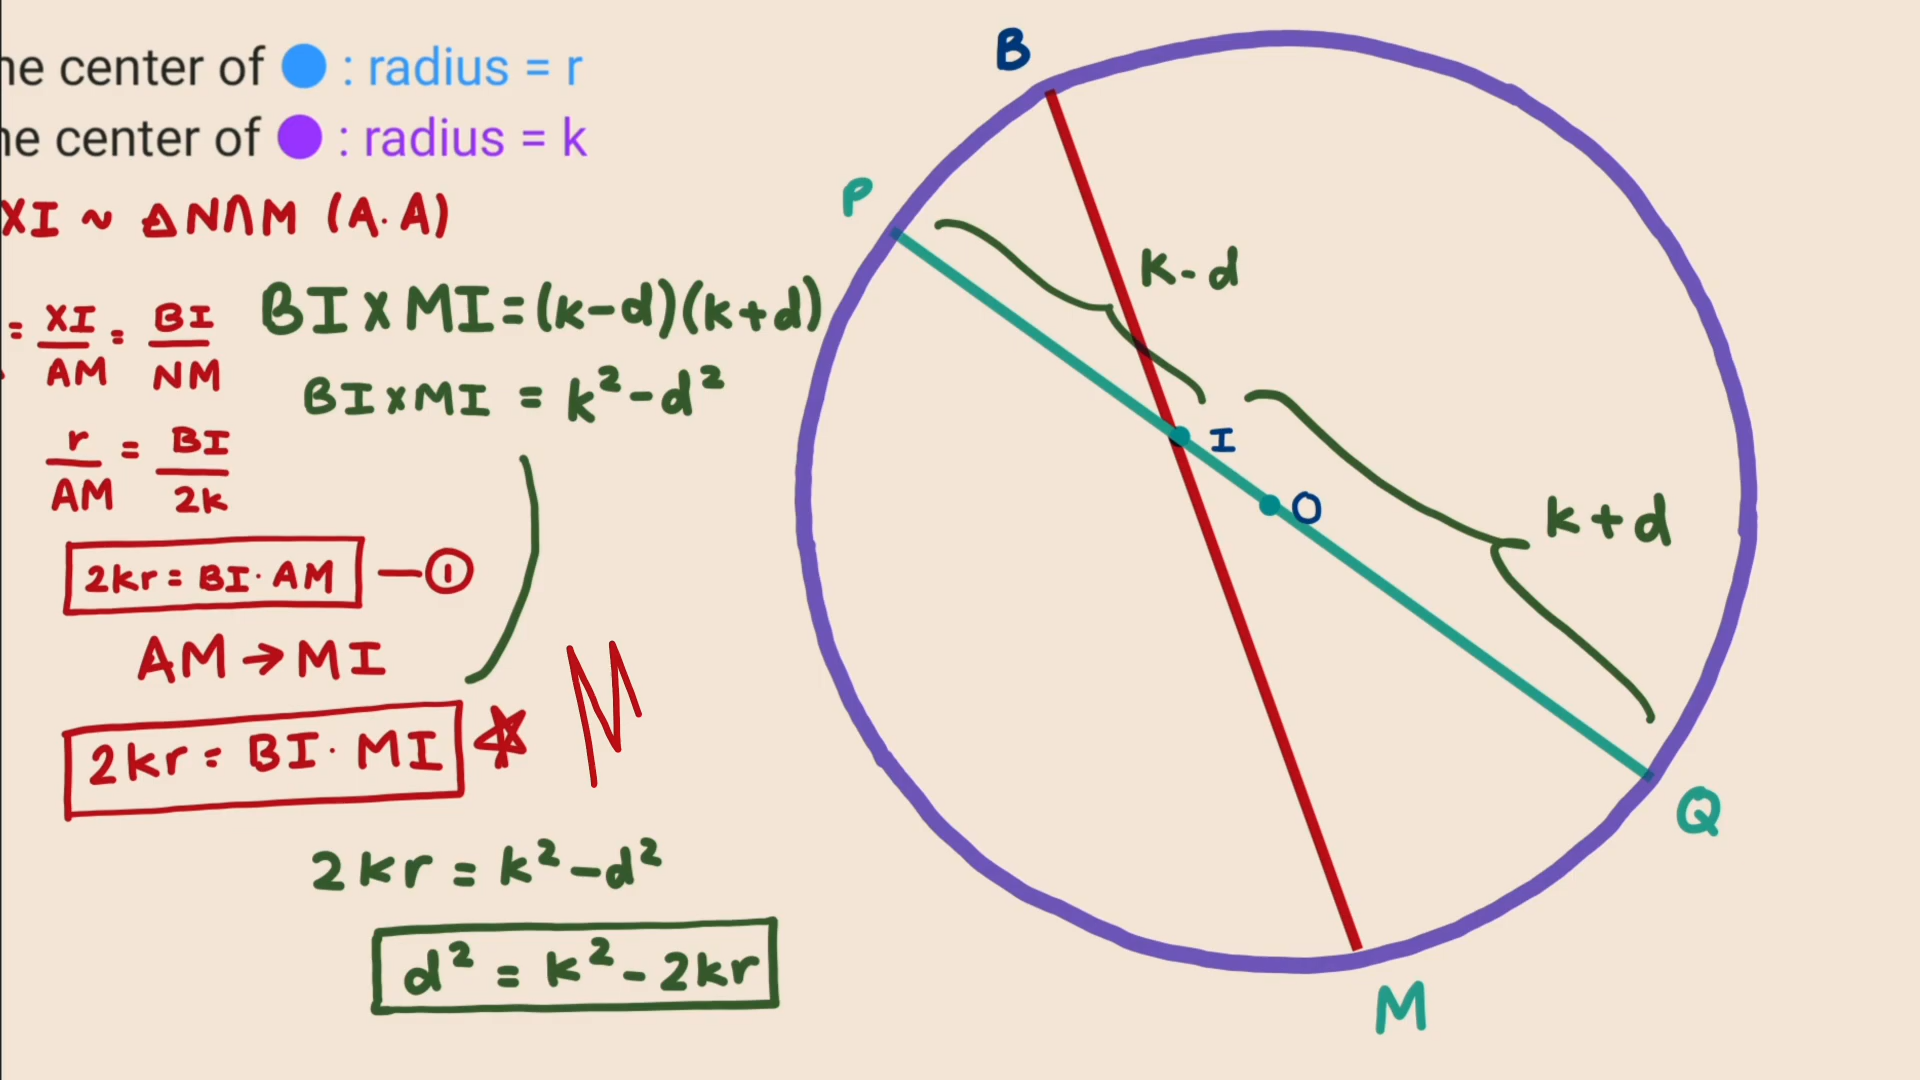 he center of : radius = r
he center of : radius = k
XI ~ ΔNAM (A.A)
= XI/AM = BI/NM
r/AM = BI/2k
2kr = BI·AM —①
AM → MI
2kr = BI·MI
BI x MI = (k-d)(k+d)
BI x MI = k²-d²
2kr = k²-d²
d² = k²-2kr
B
P
k-d
I
O
k+d
Q
M